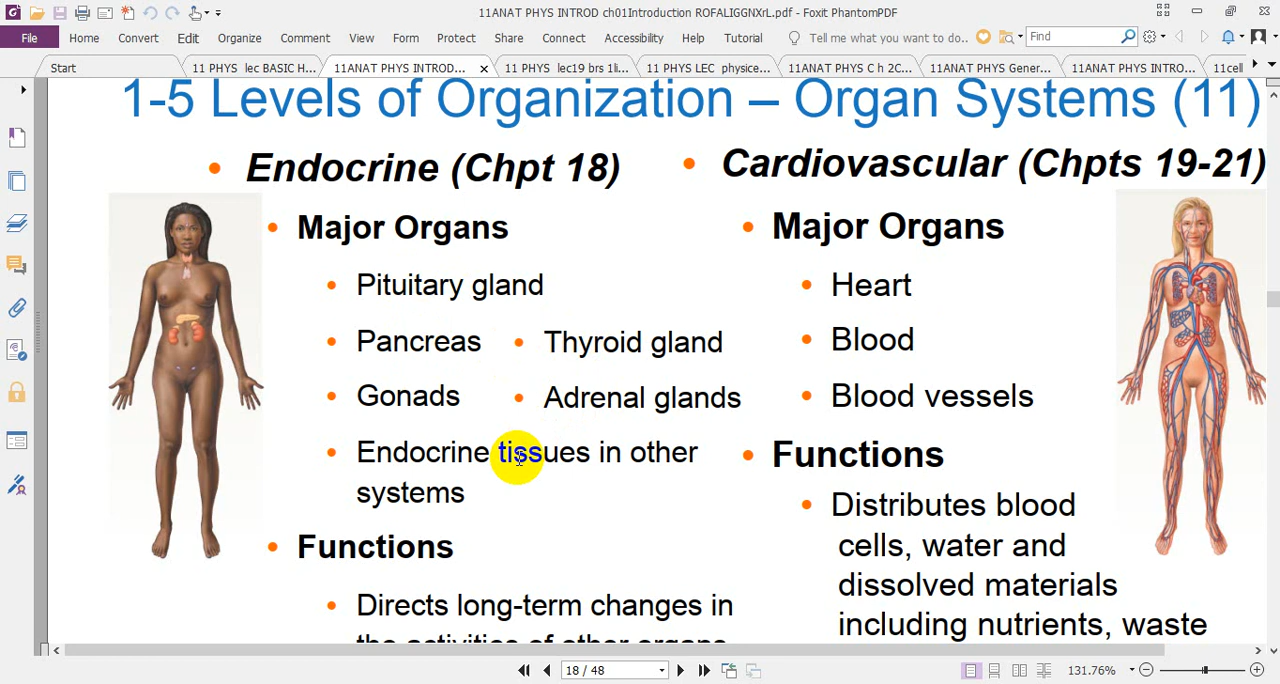 11ANAT PHYS INTROD ch01Introduction ROFALIGGNXrL.pdf - Foxit PhantomPDF
File Home Convert Edit Organize Comment View Form Protect Share Connect Accessibility Help Tutorial Tell me what you want to do.. Find
Start 11 PHYS lec BASIC H... 11ANAT PHYS INTROD... 11 PHYS lec19 brs 1li... 11 PHYS LEC physice... 11ANAT PHYS C h 2C... 11ANAT PHYS Gener... 11ANAT PHYS INTRO... 11cell
1-5 Levels of Organization – Organ Systems (11)
• Endocrine (Chpt 18)
• Major Organs
• Pituitary gland
• Pancreas • Thyroid gland
• Gonads • Adrenal glands
• Endocrine tissues in other
systems
• Functions
• Directs long-term changes in
the activities of other organs
• Cardiovascular (Chpts 19-21)
• Major Organs
• Heart
• Blood
• Blood vessels
• Functions
• Distributes blood
cells, water and
dissolved materials
including nutrients, waste
18 / 48 131.76%